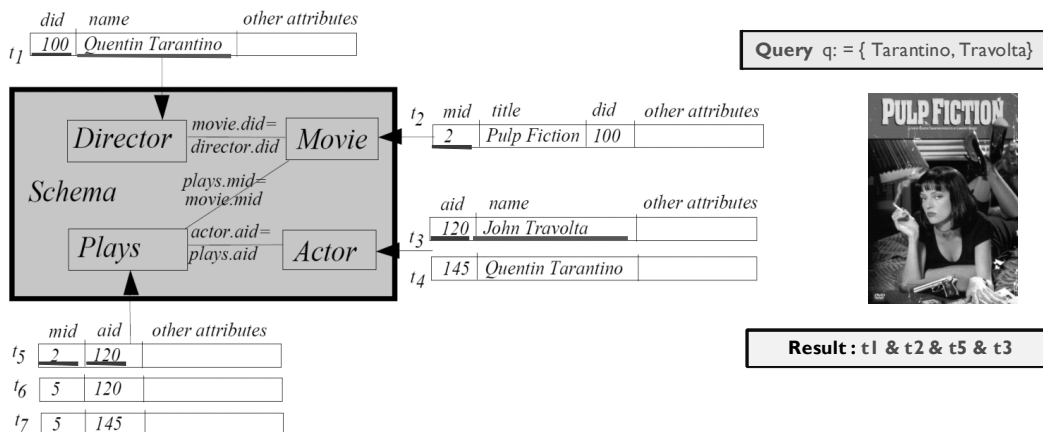 did name other attributes
t1 100 Quentin Tarantino
Query q: = { Tarantino, Travolta}
Schema
Director
movie.did=
director.did
Movie
plays.mid=
movie.mid
Plays
actor.aid=
plays.aid
Actor
mid title did other attributes
t2 2 Pulp Fiction 100
aid name other attributes
t3 120 John Travolta
t4 145 Quentin Tarantino
PULP FICTION
mid aid other attributes
t5 2 120
t6 5 120
t7 5 145
Result : t1 & t2 & t5 & t3